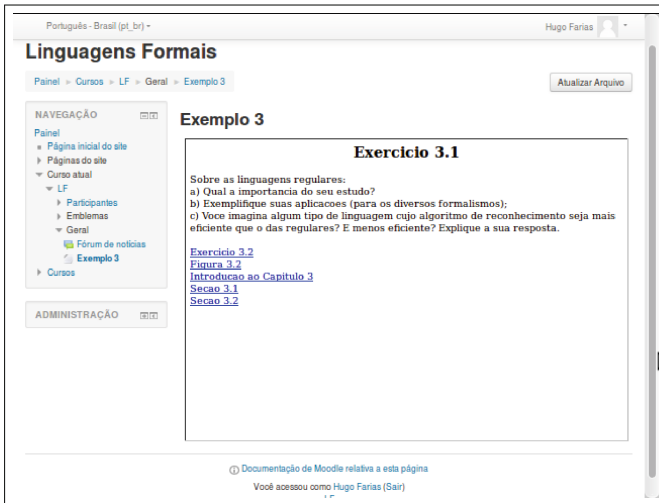 Português - Brasil (pt_br)
Hugo Farias
Linguagens Formais
Painel » Cursos » LF » Geral » Exemplo 3
Atualizar Arquivo
NAVEGAÇÃO
Painel
Página inicial do site
Páginas do site
Curso atual
LF
Participantes
Emblemas
Geral
Fórum de notícias
Exemplo 3
Cursos
ADMINISTRAÇÃO
Exemplo 3
Exercicio 3.1
Sobre as linguagens regulares:
a) Qual a importancia do seu estudo?
b) Exemplifique suas aplicacoes (para os diversos formalismos);
c) Voce imagina algum tipo de linguagem cujo algoritmo de reconhecimento seja mais
eficiente que o das regulares? E menos eficiente? Explique a sua resposta.
Exercicio 3.2
Figura 3.2
Introducao ao Capitulo 3
Secao 3.1
Secao 3.2
Documentação de Moodle relativa a esta página
Você acessou como Hugo Farias (Sair)